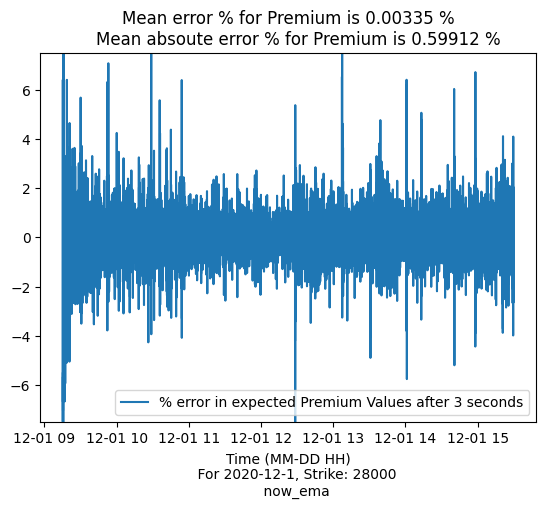 Mean error % for Premium is 0.00335 %
Mean absoute error % for Premium is 0.59912 %
6
4
2
0
−2
−4
−6
% error in expected Premium Values after 3 seconds
12-01 09 12-01 10 12-01 11 12-01 12 12-01 13 12-01 14 12-01 15
Time (MM-DD HH)
For 2020-12-1, Strike: 28000
now_ema